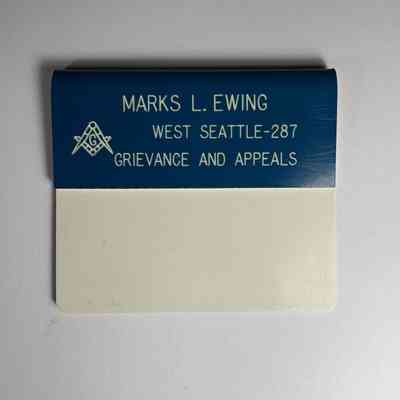 MARKS L. EWING
WEST SEATTLE-287
G
GRIEVANCE AND APPEALS